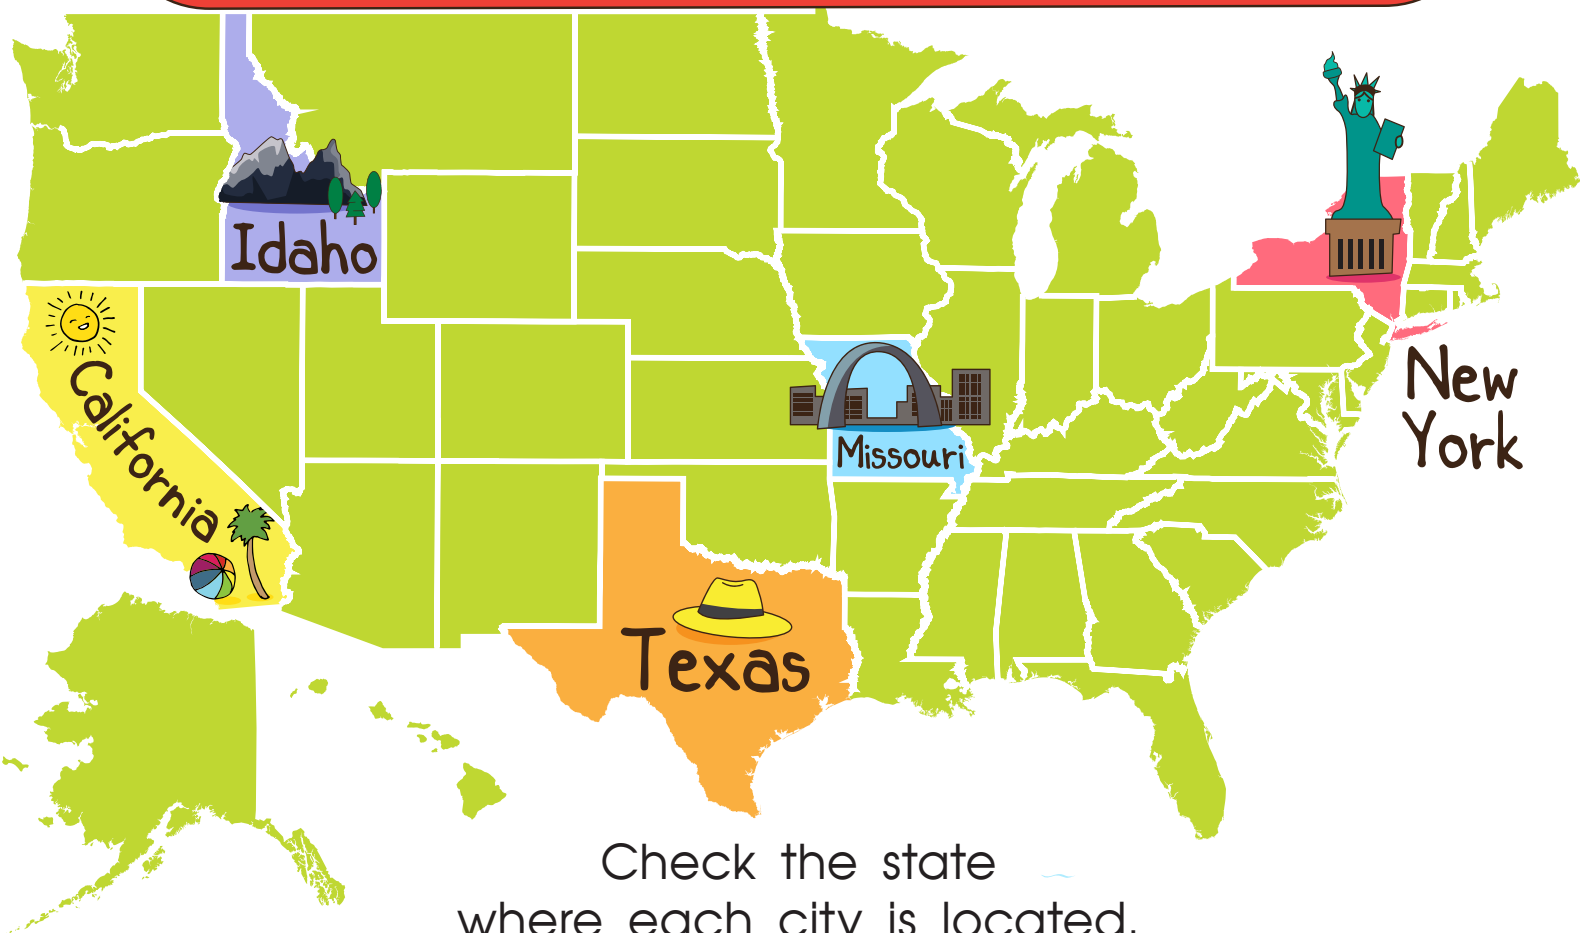 Idaho
California
Missouri
New
York
Texas
Check the state
where each city is located.